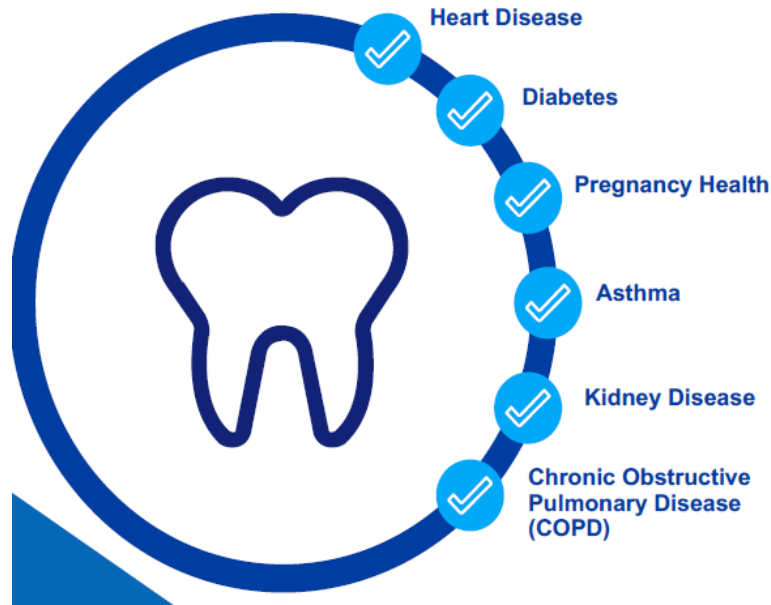 Heart Disease
Diabetes
Pregnancy Health
Asthma
Kidney Disease
Chronic Obstructive
Pulmonary Disease
(COPD)